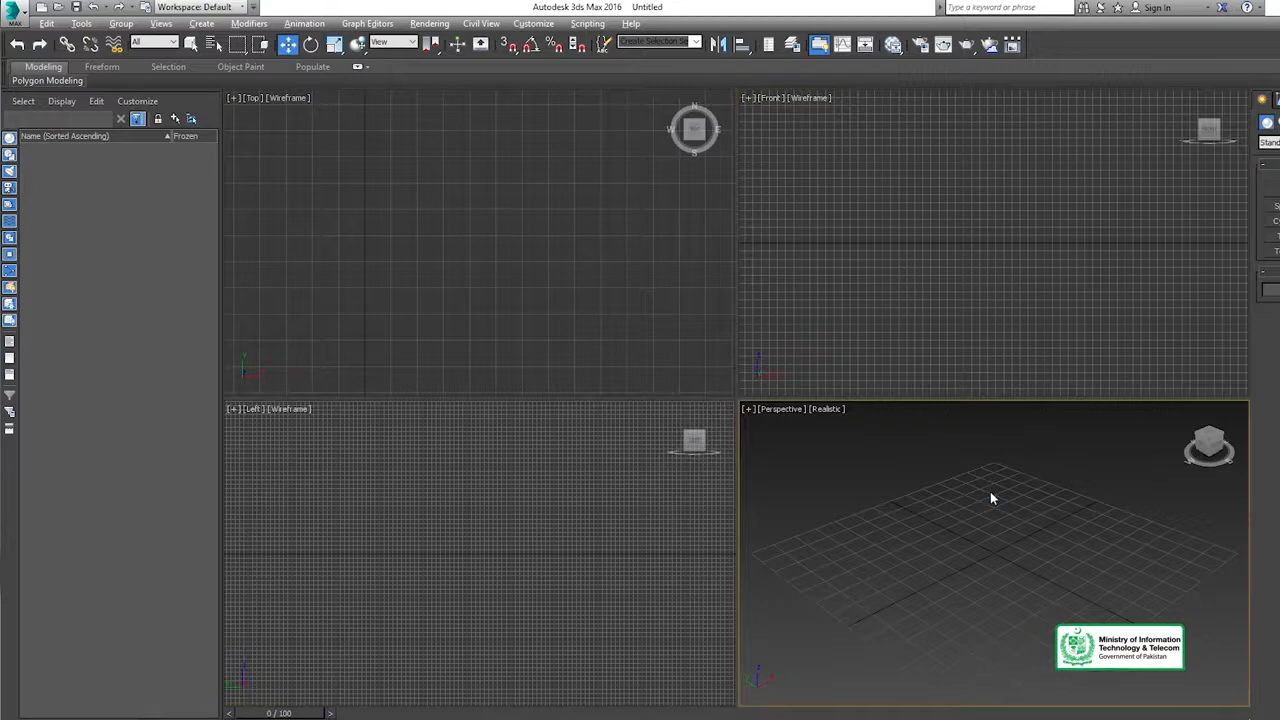 MAX
Workspace: Default
Autodesk 3ds Max 2016 Untitled
Type a keyword or phrase
Sign In
Edit Tools Group Views Create Modifiers Animation Graph Editors Rendering Civil View Customize Scripting Help
All
View
3
Create Selection Se
Modeling Freeform Selection Object Paint Populate
Polygon Modeling
Select Display Edit Customize
Name (Sorted Ascending) Frozen
[+] [Top] [Wireframe]
N
W E
S
[+] [Front] [Wireframe]
Stand
[+] [Left] [Wireframe]
[+] [Perspective] [Realistic]
Ministry of Information
Technology & Telecom
Government of Pakistan
< 0 / 100 >